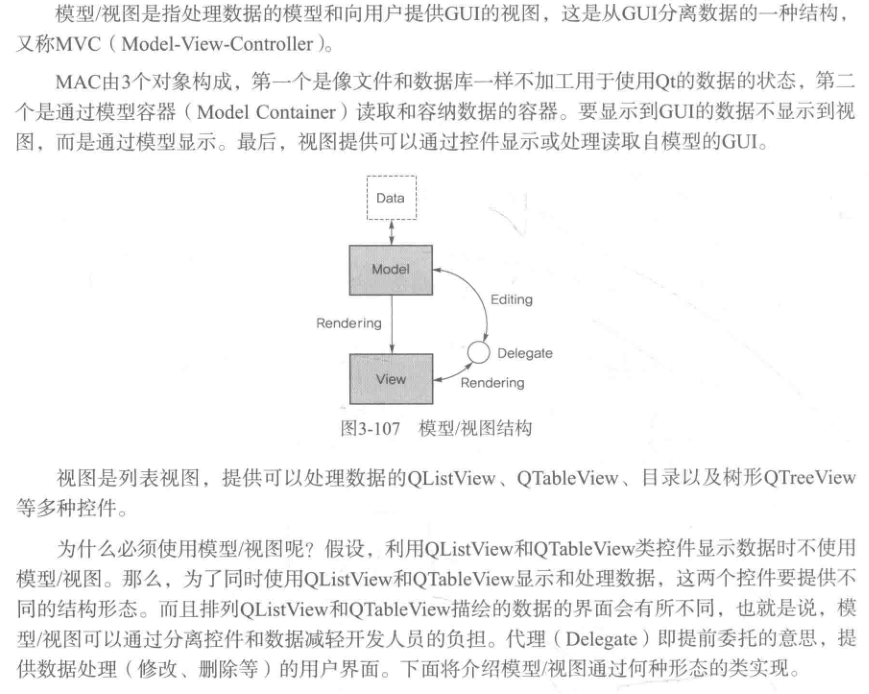 模型/视图是指处理数据的模型和向用户提供GUI的视图，这是从GUI分离数据的一种结构，
又称MVC（Model-View-Controller）。
MAC由3个对象构成，第一个是像文件和数据库一样不加工用于使用Qt的数据的状态，第二
个是通过模型容器（Model Container）读取和容纳数据的容器。要显示到GUI的数据不显示到视
图，而是通过模型显示。最后，视图提供可以通过控件显示或处理读取自模型的GUI。
Data
Model
Editing
Rendering
Delegate
View
Rendering
图3-107 模型/视图结构
视图是列表视图，提供可以处理数据的QListView、QTableView、目录以及树形QTreeView
等多种控件。
为什么必须使用模型/视图呢？假设，利用QListView和QTableView类控件显示数据时不使用
模型/视图。那么，为了同时使用QListView和QTableView显示和处理数据，这两个控件要提供不
同的结构形态。而且排列QListView和QTableView描绘的数据的界面会有所不同，也就是说，模
型/视图可以通过分离控件和数据减轻开发人员的负担。代理（Delegate）即提前委托的意思，提
供数据处理（修改、删除等）的用户界面。下面将介绍模型/视图通过何种形态的类实现。